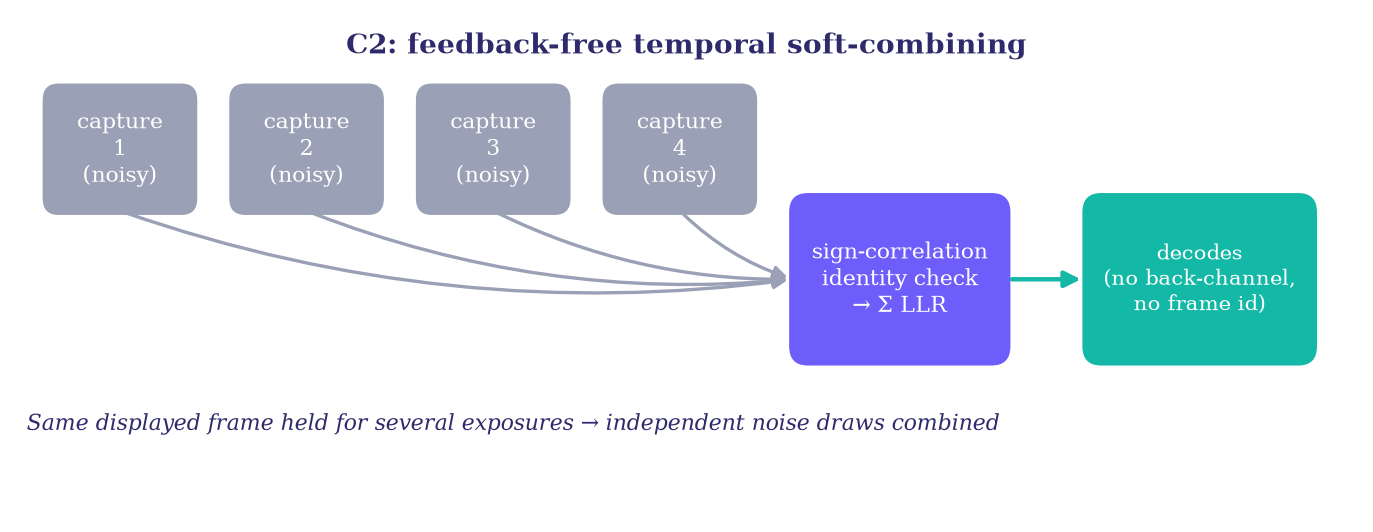 C2: feedback-free temporal soft-combining
capture
1
(noisy)
capture
2
(noisy)
capture
3
(noisy)
capture
4
(noisy)
sign-correlation
identity check
→ Σ LLR
decodes
(no back-channel,
no frame id)
Same displayed frame held for several exposures → independent noise draws combined